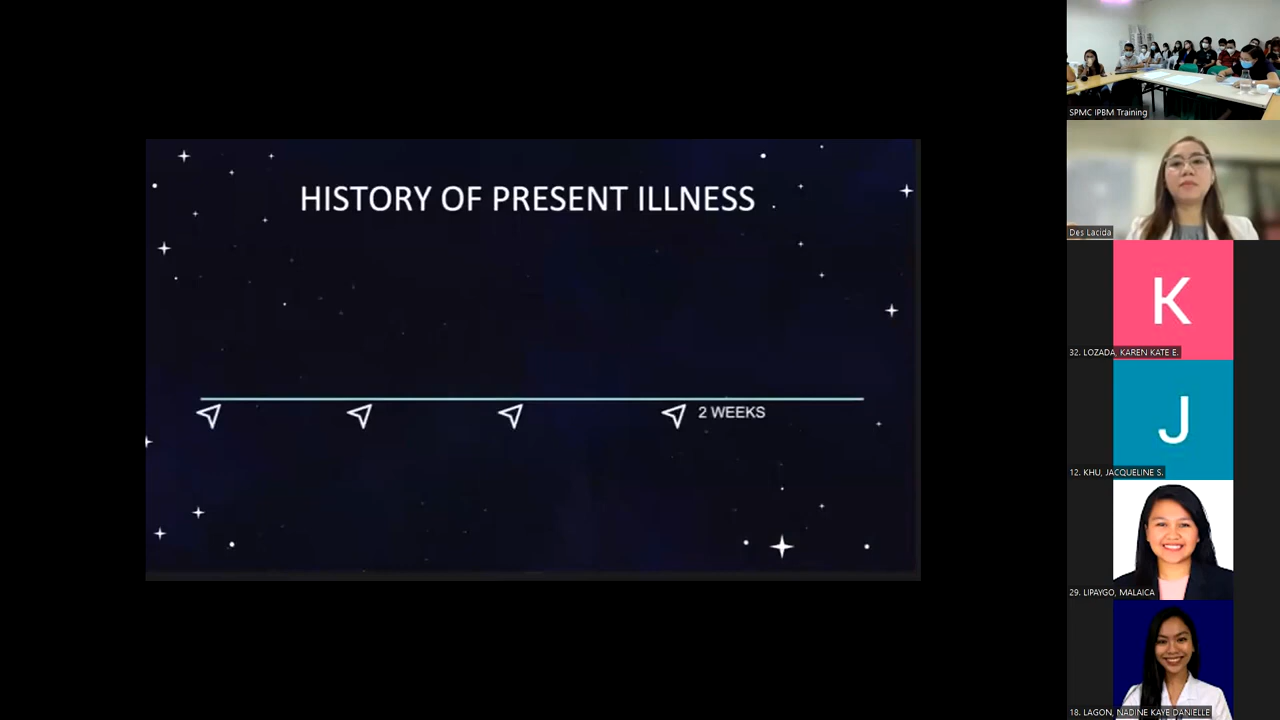 HISTORY OF PRESENT ILLNESS
2 WEEKS
SPMC IPBM Training
Des Lacida
K
32. LOZADA, KAREN KATE E.
J
12. KHU, JACQUELINE S.
29. LIPAYGO, MALAICA
18. LAGON, NADINE KAYE DANIELLE